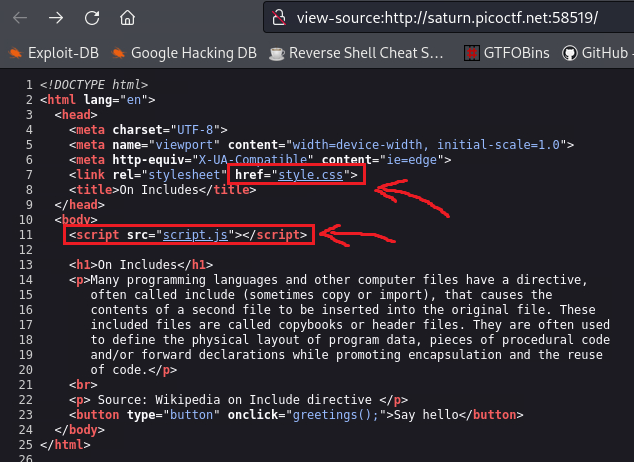 view-source:http://saturn.picoctf.net:58519/
Exploit-DB Google Hacking DB Reverse Shell Cheat S… GTFOBins GitHub
1 <!DOCTYPE html>
2 <html lang="en">
3 <head>
4 <meta charset="UTF-8">
5 <meta name="viewport" content="width=device-width, initial-scale=1.0">
6 <meta http-equiv="X-UA-Compatible" content="ie=edge">
7 <link rel="stylesheet" href="style.css">
8 <title>On Includes</title>
9 </head>
10 <body>
11 <script src="script.js"></script>
12
13 <h1>On Includes</h1>
14 <p>Many programming languages and other computer files have a directive,
15 often called include (sometimes copy or import), that causes the
16 contents of a second file to be inserted into the original file. These
17 included files are called copybooks or header files. They are often used
18 to define the physical layout of program data, pieces of procedural code
19 and/or forward declarations while promoting encapsulation and the reuse
20 of code.</p>
21 <br>
22 <p> Source: Wikipedia on Include directive </p>
23 <button type="button" onclick="greetings();">Say hello</button>
24 </body>
25 </html>
26